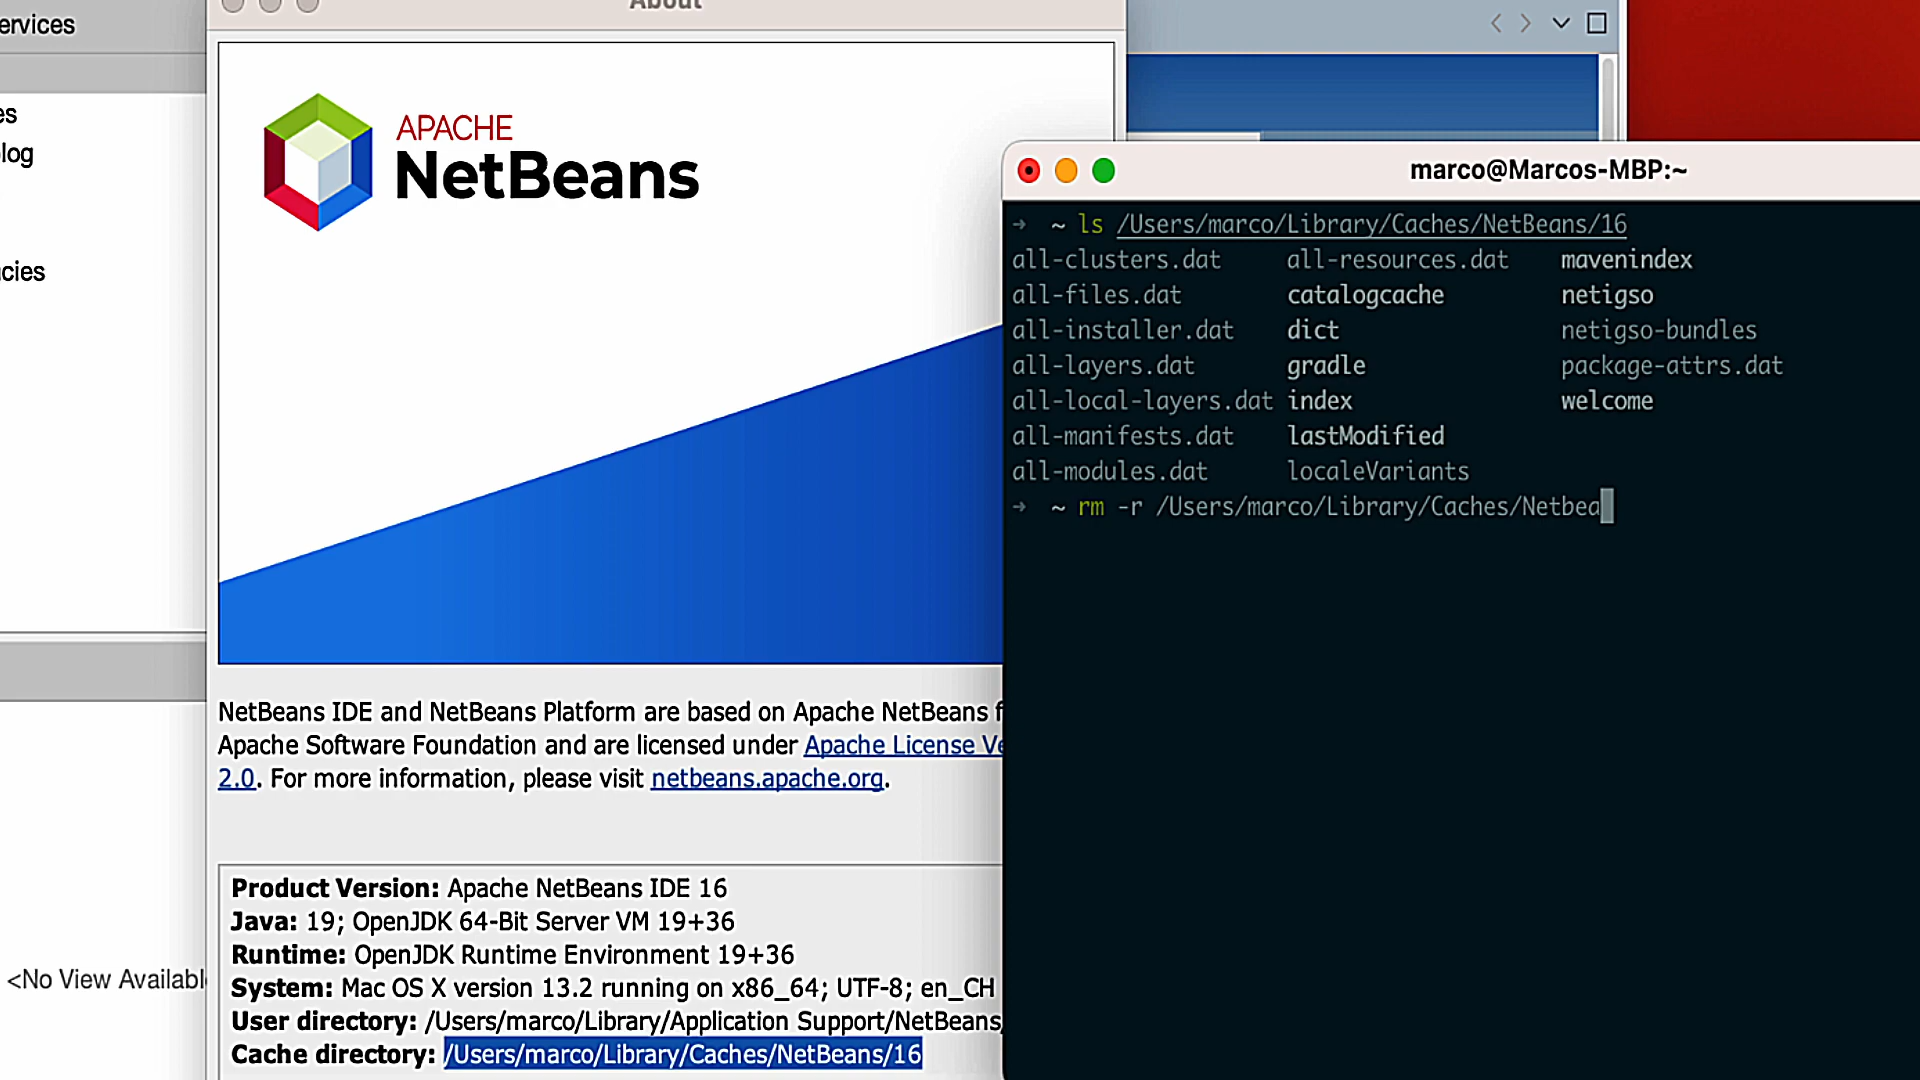 ervices
es
log
cies
<No View Availabl
About
APACHE
NetBeans
NetBeans IDE and NetBeans Platform are based on Apache NetBeans f
Apache Software Foundation and are licensed under Apache License Ve
2.0. For more information, please visit netbeans.apache.org.
Product Version: Apache NetBeans IDE 16
Java: 19; OpenJDK 64-Bit Server VM 19+36
Runtime: OpenJDK Runtime Environment 19+36
System: Mac OS X version 13.2 running on x86_64; UTF-8; en_CH
User directory: /Users/marco/Library/Application Support/NetBeans/
Cache directory: /Users/marco/Library/Caches/NetBeans/16
marco@Marcos-MBP:~
→ ~ ls /Users/marco/Library/Caches/NetBeans/16
all-clusters.dat all-resources.dat mavenindex
all-files.dat catalogcache netigso
all-installer.dat dict netigso-bundles
all-layers.dat gradle package-attrs.dat
all-local-layers.dat index welcome
all-manifests.dat lastModified
all-modules.dat localeVariants
→ ~ rm -r /Users/marco/Library/Caches/Netbea